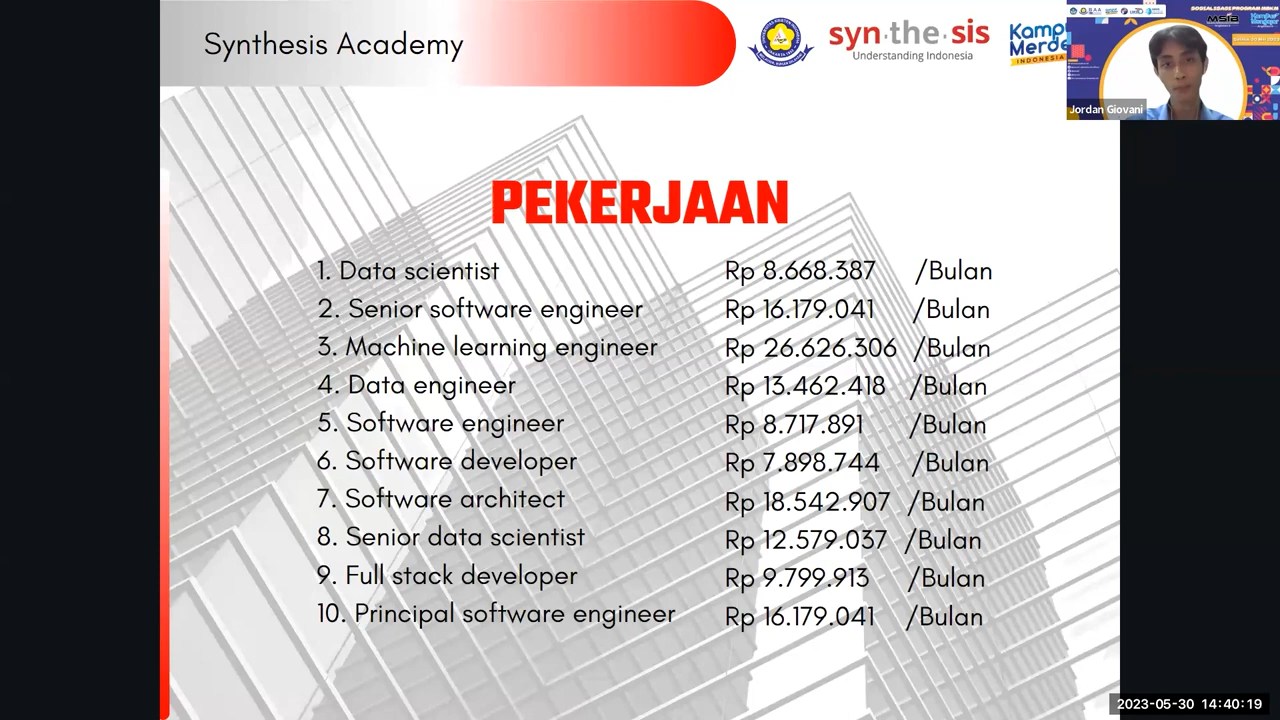 Synthesis Academy
syn·the·sis
Understanding Indonesia
Kampu
Merde
INDONESIA
SOSIALISASI PROGRAM MBKM
Jordan Giovani
PEKERJAAN
1. Data scientist Rp 8.668.387 /Bulan
2. Senior software engineer Rp 16.179.041 /Bulan
3. Machine learning engineer Rp 26.626.306 /Bulan
4. Data engineer Rp 13.462.418 /Bulan
5. Software engineer Rp 8.717.891 /Bulan
6. Software developer Rp 7.898.744 /Bulan
7. Software architect Rp 18.542.907 /Bulan
8. Senior data scientist Rp 12.579.037 /Bulan
9. Full stack developer Rp 9.799.913 /Bulan
10. Principal software engineer Rp 16.179.041 /Bulan
2023-05-30 14:40:19